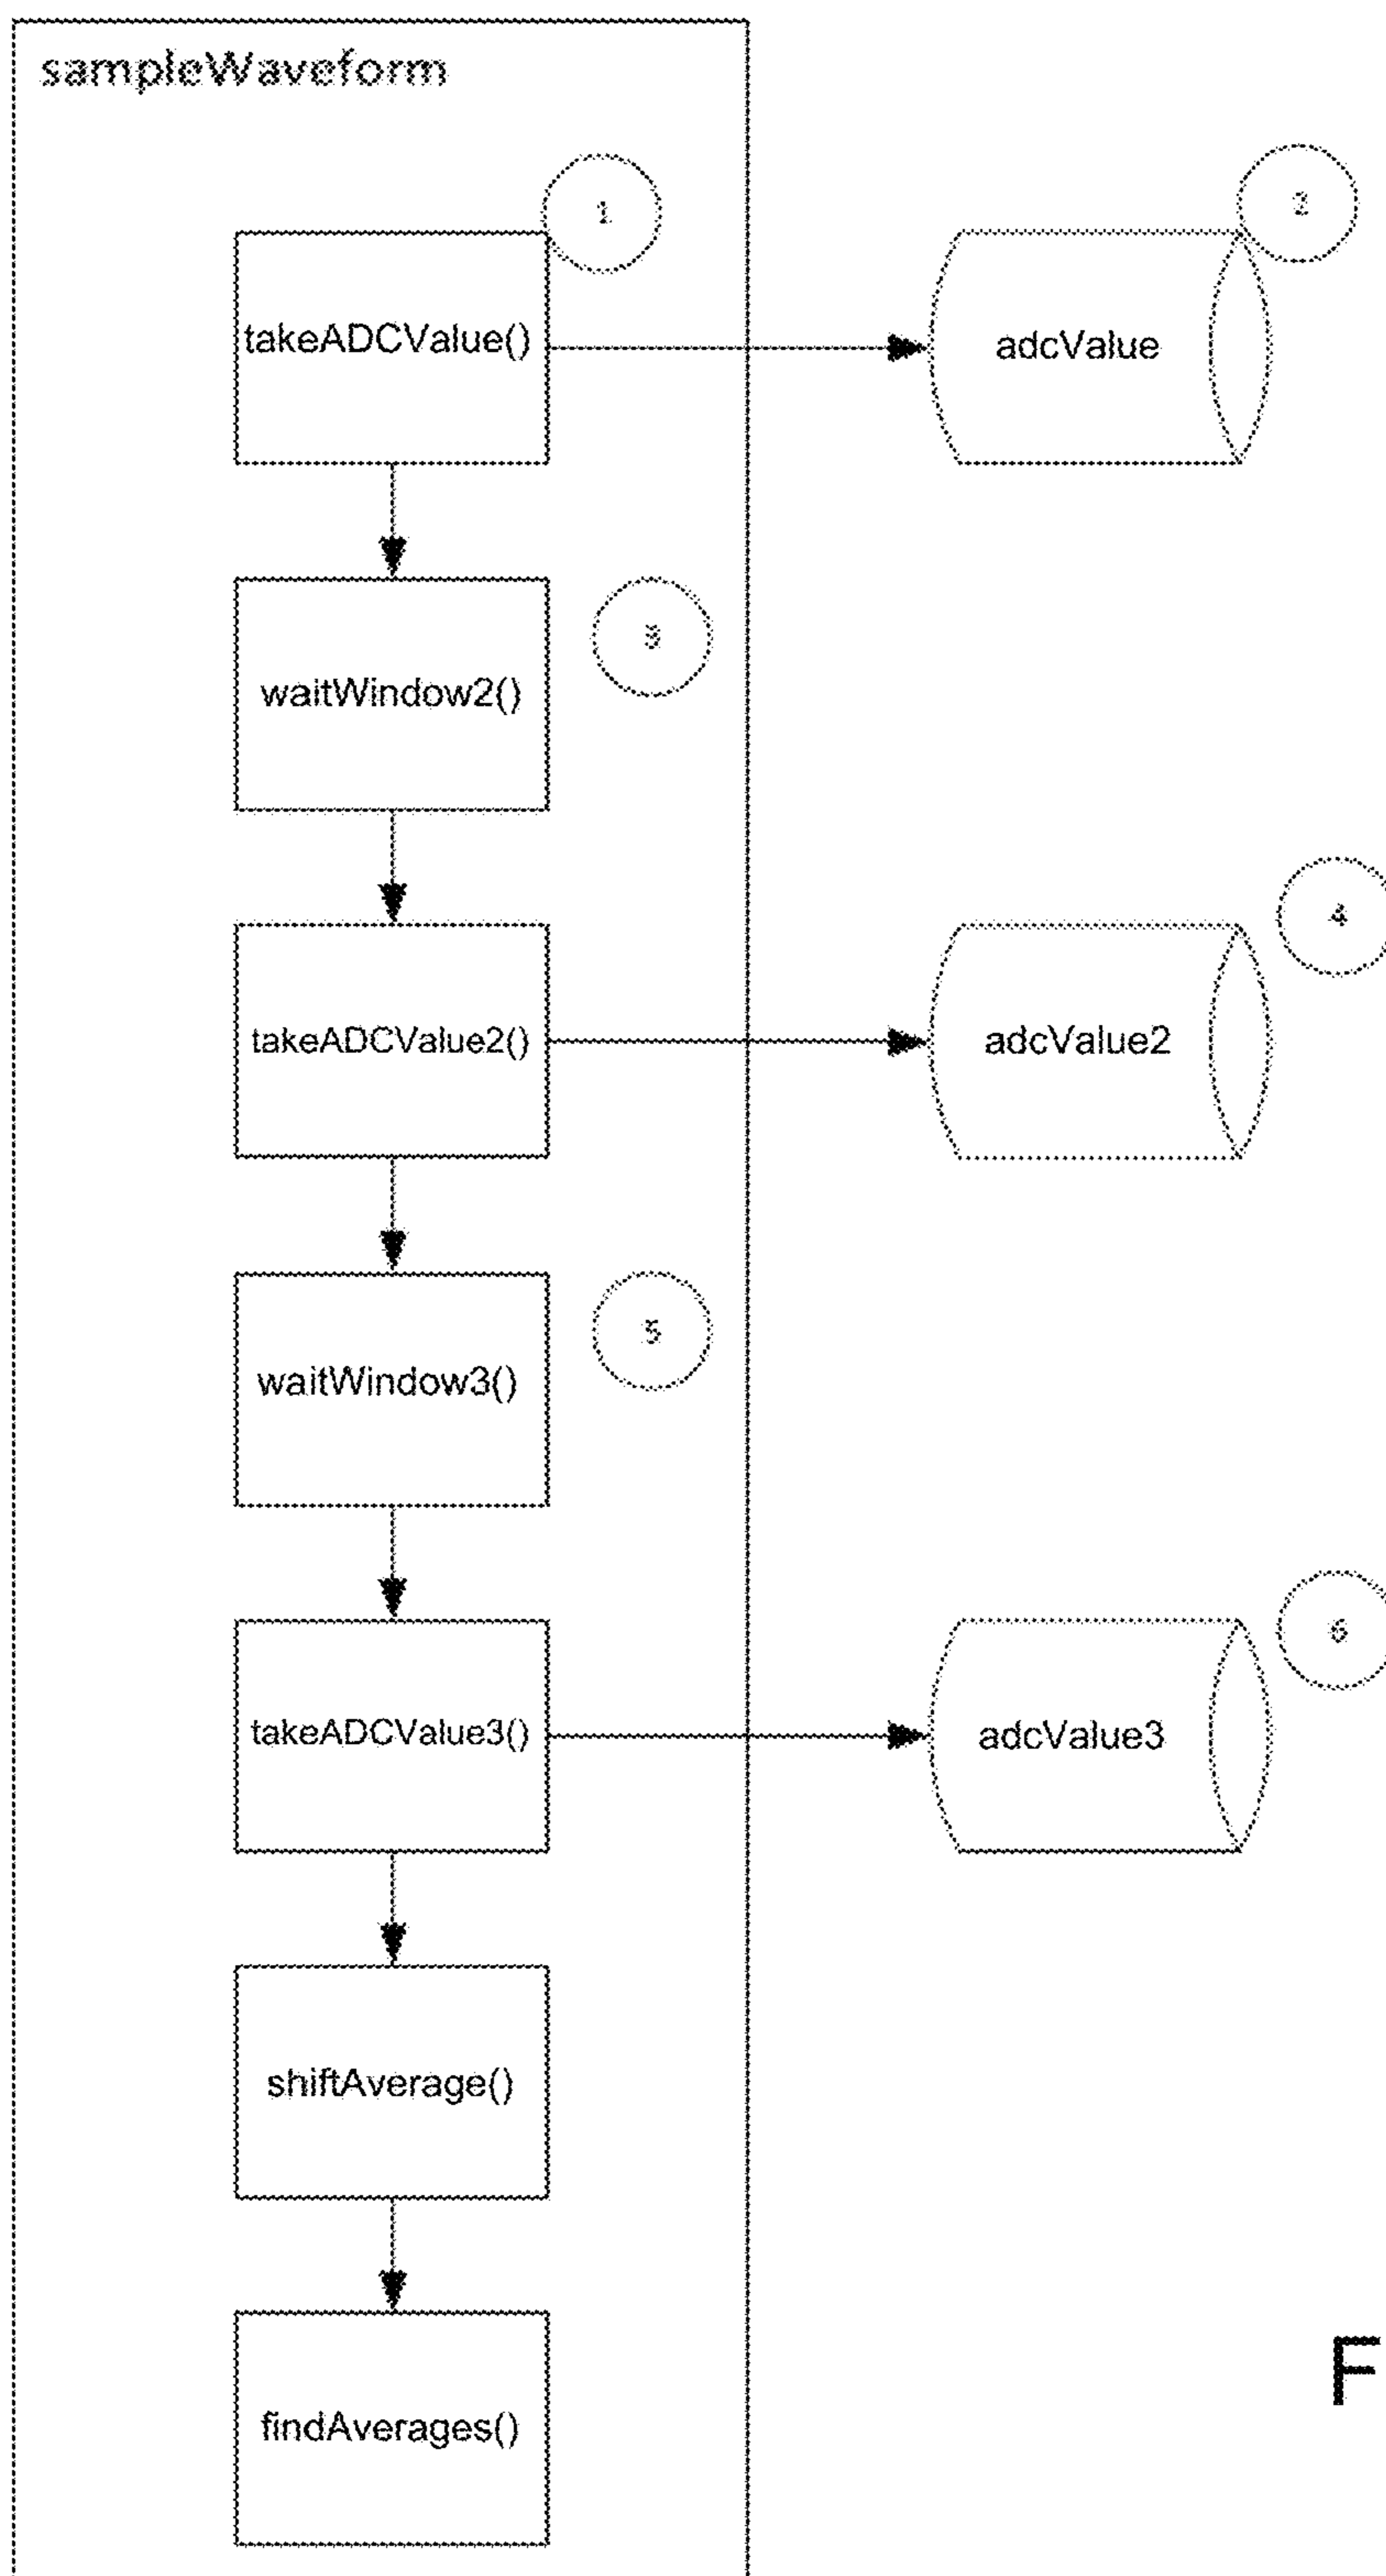 sampleWaveform
1
2
takeADCValue()
adcValue
3
waitWindow2()
4
takeADCValue2()
adcValue2
5
waitWindow3()
6
takeADCValue3()
adcValue3
shiftAverage()
F
findAverages()